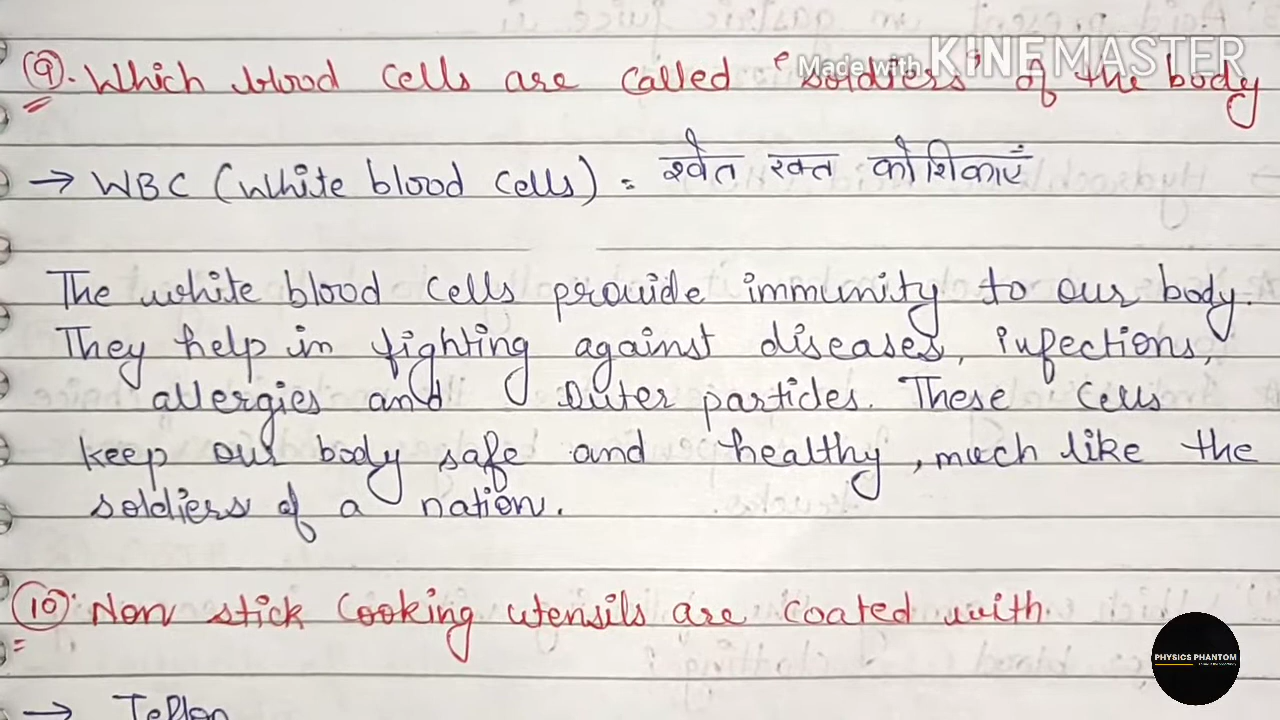 Made with KINEMASTER
(9). Which blood cells are called "soldiers" of the body
→ WBC (White blood cells) = श्वेत रक्त कोशिकाएं
The white blood cells provide immunity to our body.
They help in fighting against diseases, infections,
allergies and outer particles. These cells
keep our body safe and healthy, much like the
soldiers of a nation.
(10). Non stick cooking utensils are coated with
PHYSICS PHANTOM
→ Teflon